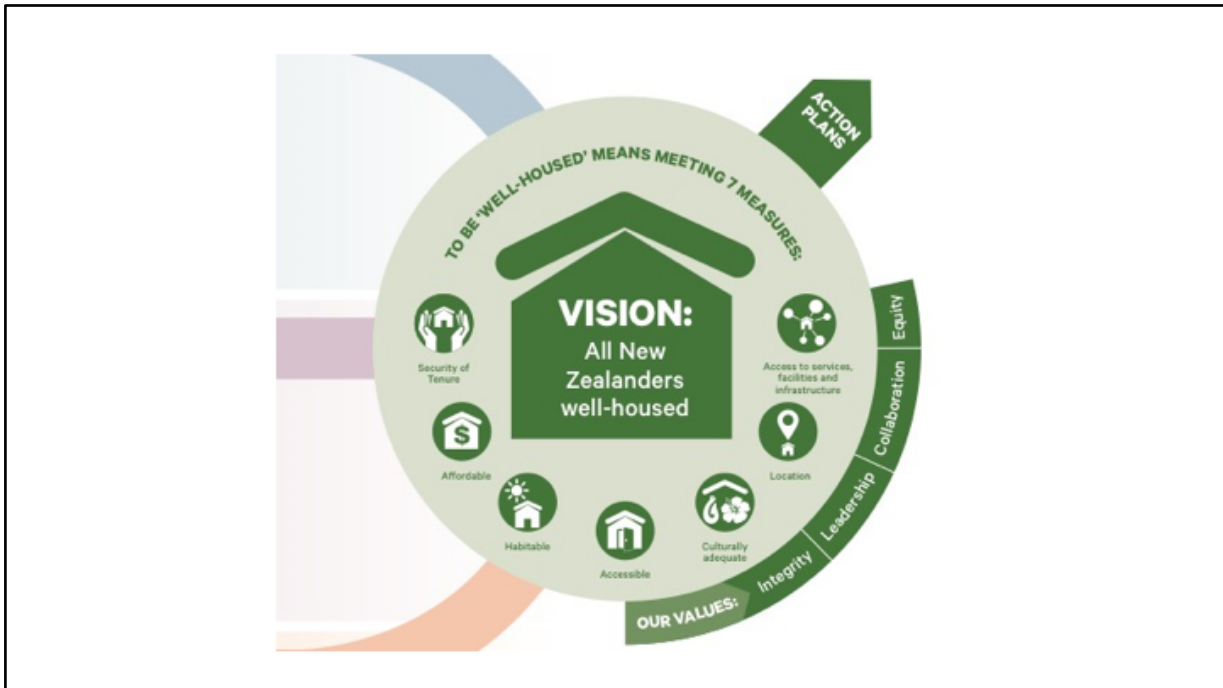 ACTION
PLANS
TO BE 'WELL-HOUSED' MEANS MEETING 7 MEASURES:
VISION:
All New
Zealanders
well-housed
Security of
Tenure
Affordable
Habitable
Accessible
Culturally
adequate
Location
Access to services,
facilities and
infrastructure
OUR VALUES:
Integrity
Leadership
Collaboration
Equity